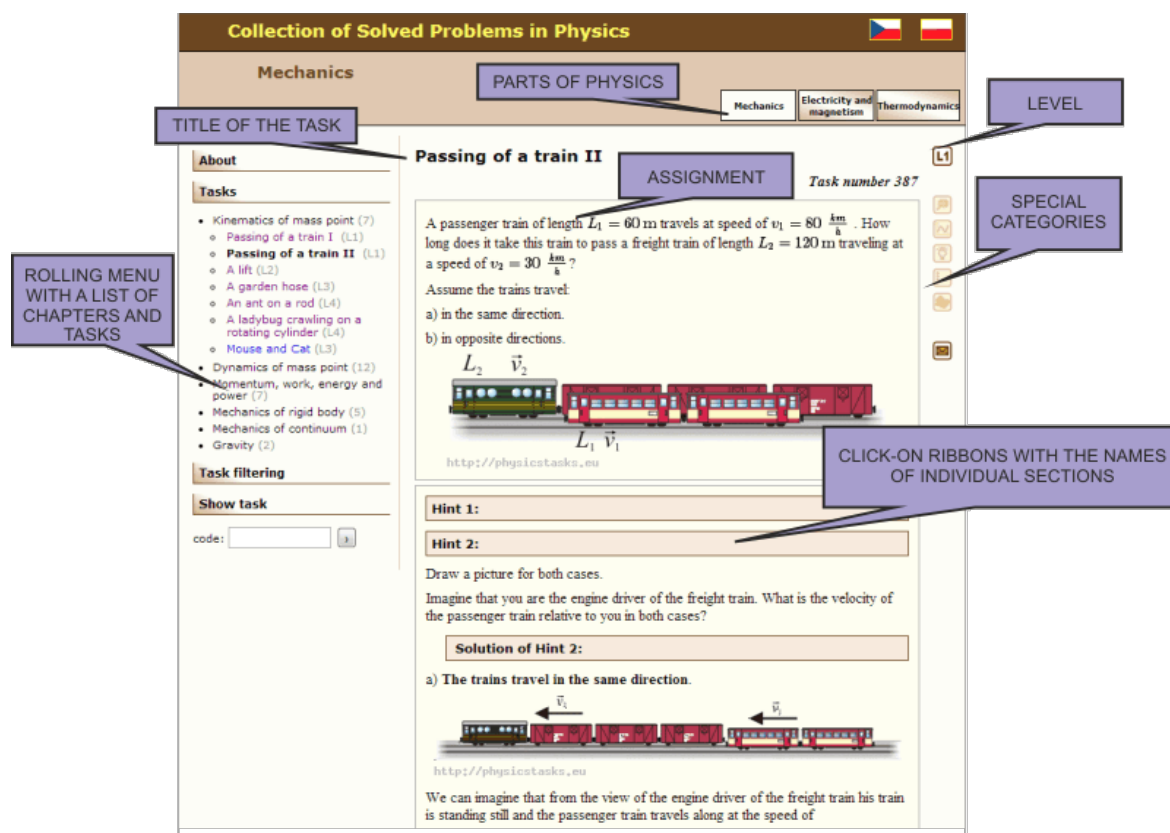 Collection of Solved Problems in Physics
Mechanics
PARTS OF PHYSICS
Mechanics
Electricity and
magnetism
Thermodynamics
LEVEL
TITLE OF THE TASK
About
Tasks
• Kinematics of mass point (7)
Passing of a train I (L1)
Passing of a train II (L1)
A lift (L2)
A garden hose (L3)
An ant on a rod (L4)
A ladybug crawling on a
rotating cylinder (L4)
Mouse and Cat (L3)
• Dynamics of mass point (12)
• Momentum, work, energy and
power (7)
• Mechanics of rigid body (5)
• Mechanics of continuum (1)
• Gravity (2)
Task filtering
Show task
code:
ROLLING MENU
WITH A LIST OF
CHAPTERS AND
TASKS
Passing of a train II
L1
ASSIGNMENT
Task number 387
SPECIAL
CATEGORIES
A passenger train of length L₁ = 60 m travels at speed of v₁ = 80 km/h . How
long does it take this train to pass a freight train of length L₂ = 120 m traveling at
a speed of v₂ = 30 km/h ?
Assume the trains travel:
a) in the same direction.
b) in opposite directions.
L₂ v⃗₂
L₁ v⃗₁
http://physicstasks.eu
CLICK-ON RIBBONS WITH THE NAMES
OF INDIVIDUAL SECTIONS
Hint 1:
Hint 2:
Draw a picture for both cases.
Imagine that you are the engine driver of the freight train. What is the velocity of
the passenger train relative to you in both cases?
Solution of Hint 2:
a) The trains travel in the same direction.
http://physicstasks.eu
We can imagine that from the view of the engine driver of the freight train his train
is standing still and the passenger train travels along at the speed of